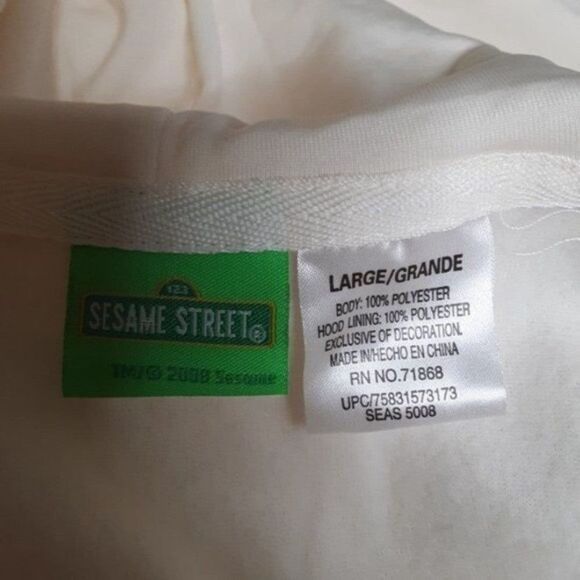 123
SESAME STREET®
TM/© 2008 Sesame
LARGE/GRANDE
BODY: 100% POLYESTER
HOOD LINING: 100% POLYESTER
EXCLUSIVE OF DECORATION.
MADE IN/HECHO EN CHINA
RN NO.71868
UPC/75831573173
SEAS 5008